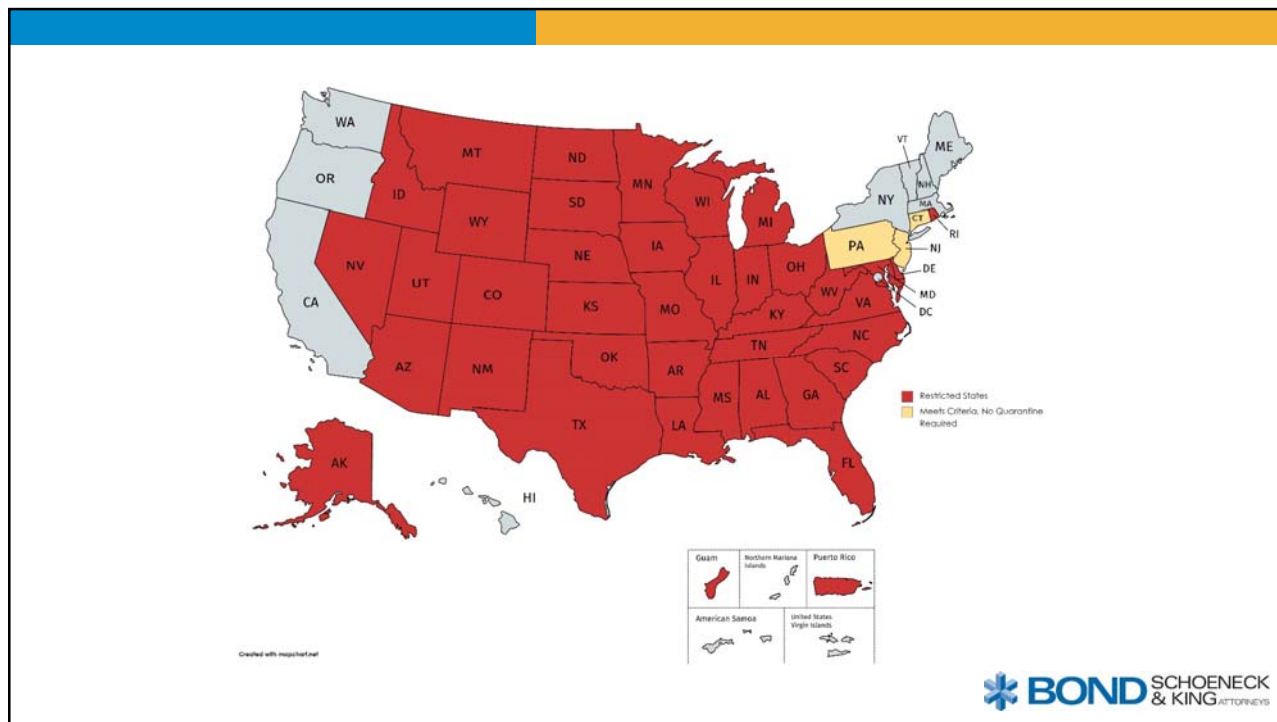 WA
MT
ND
VT
ME
OR
ID
MN
NH
SD
WI
NY
MA
WY
MI
CT
RI
IA
PA
NJ
NE
NV
OH
DE
UT
IL
IN
CA
CO
WV
MD
KS
MO
VA
DC
KY
NC
TN
AZ
OK
NM
AR
SC
MS
AL
GA
Restricted States
Meets Criteria, No Quarantine
Required
TX
LA
AK
FL
HI
Guam
Northern Mariana
Islands
Puerto Rico
American Samoa
United States
Virgin Islands
Created with mapchart.net
BOND SCHOENECK
& KING ATTORNEYS